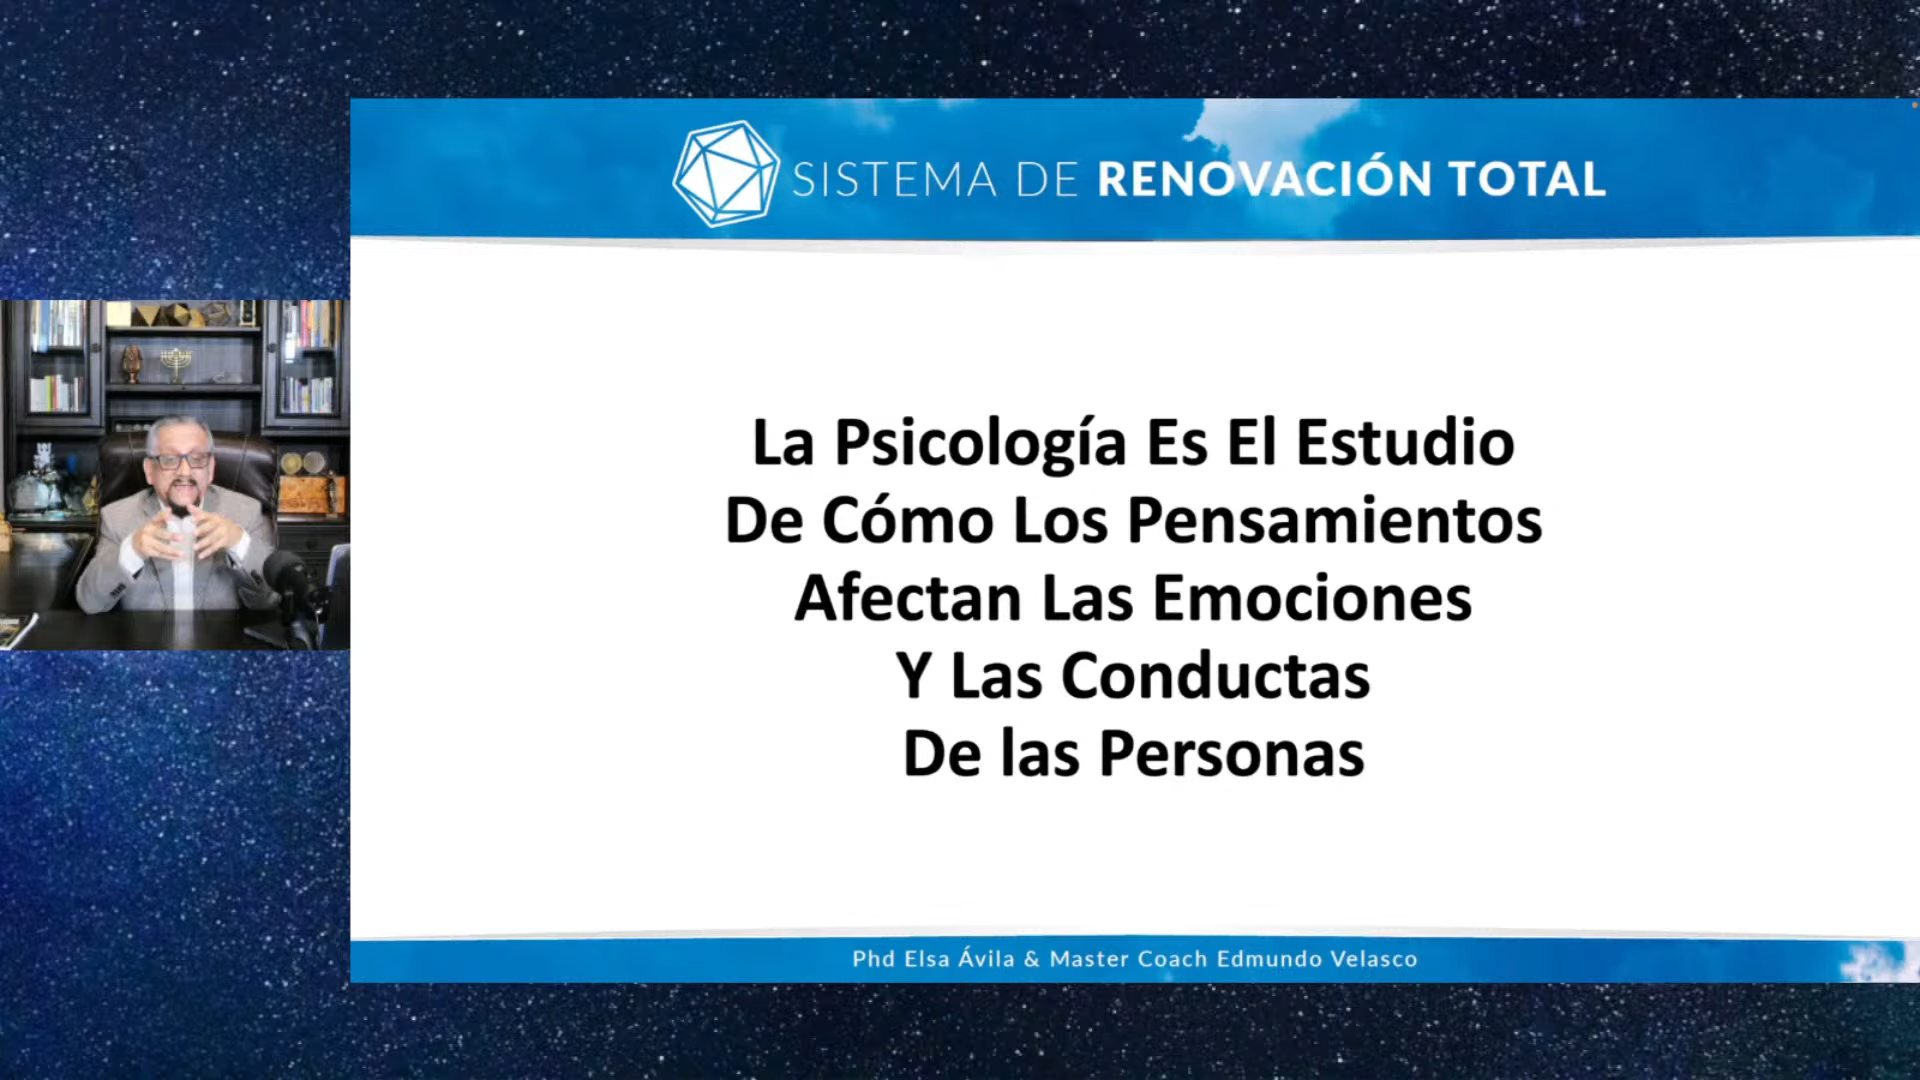 SISTEMA DE RENOVACIÓN TOTAL
La Psicología Es El Estudio
De Cómo Los Pensamientos
Afectan Las Emociones
Y Las Conductas
De las Personas
Phd Elsa Ávila & Master Coach Edmundo Velasco